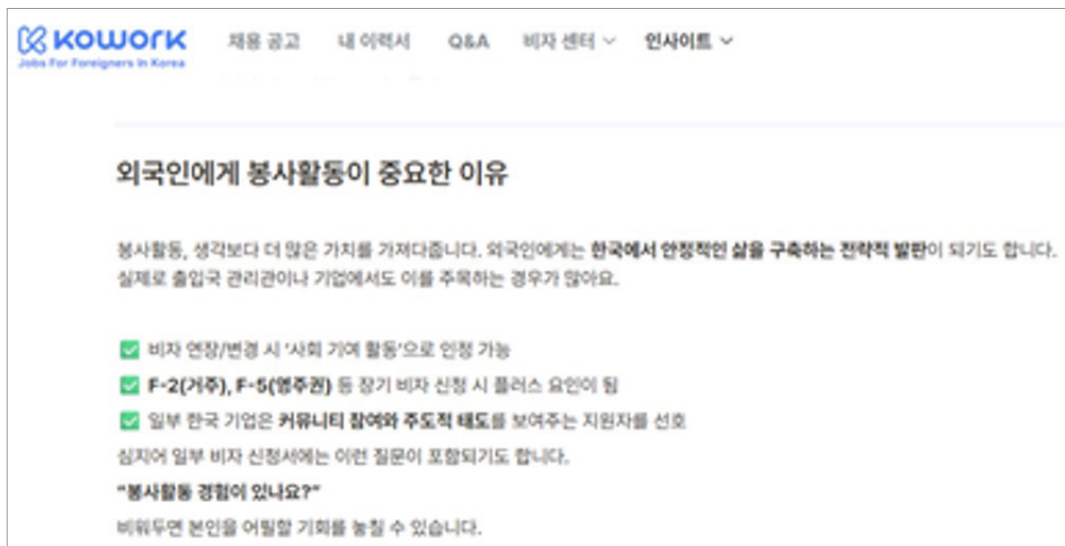 KOWORK 채용 공고 내 이력서 Q&A 비자 센터 인사이트
Jobs For Foreigners In Korea
외국인에게 봉사활동이 중요한 이유
봉사활동, 생각보다 더 많은 가치를 가져다줍니다. 외국인에게는 한국에서 안정적인 삶을 구축하는 전략적 발판이 되기도 합니다.
실제로 출입국 관리관이나 기업에서도 이를 주목하는 경우가 많아요.
비자 연장/변경 시 '사회 기여 활동'으로 인정 가능
F-2(거주), F-5(영주권) 등 장기 비자 신청 시 플러스 요인이 됨
일부 한국 기업은 커뮤니티 참여와 주도적 태도를 보여주는 지원자를 선호
심지어 일부 비자 신청서에는 이런 질문이 포함되기도 합니다.
"봉사활동 경험이 있나요?"
비워두면 본인을 어필할 기회를 놓칠 수 있습니다.